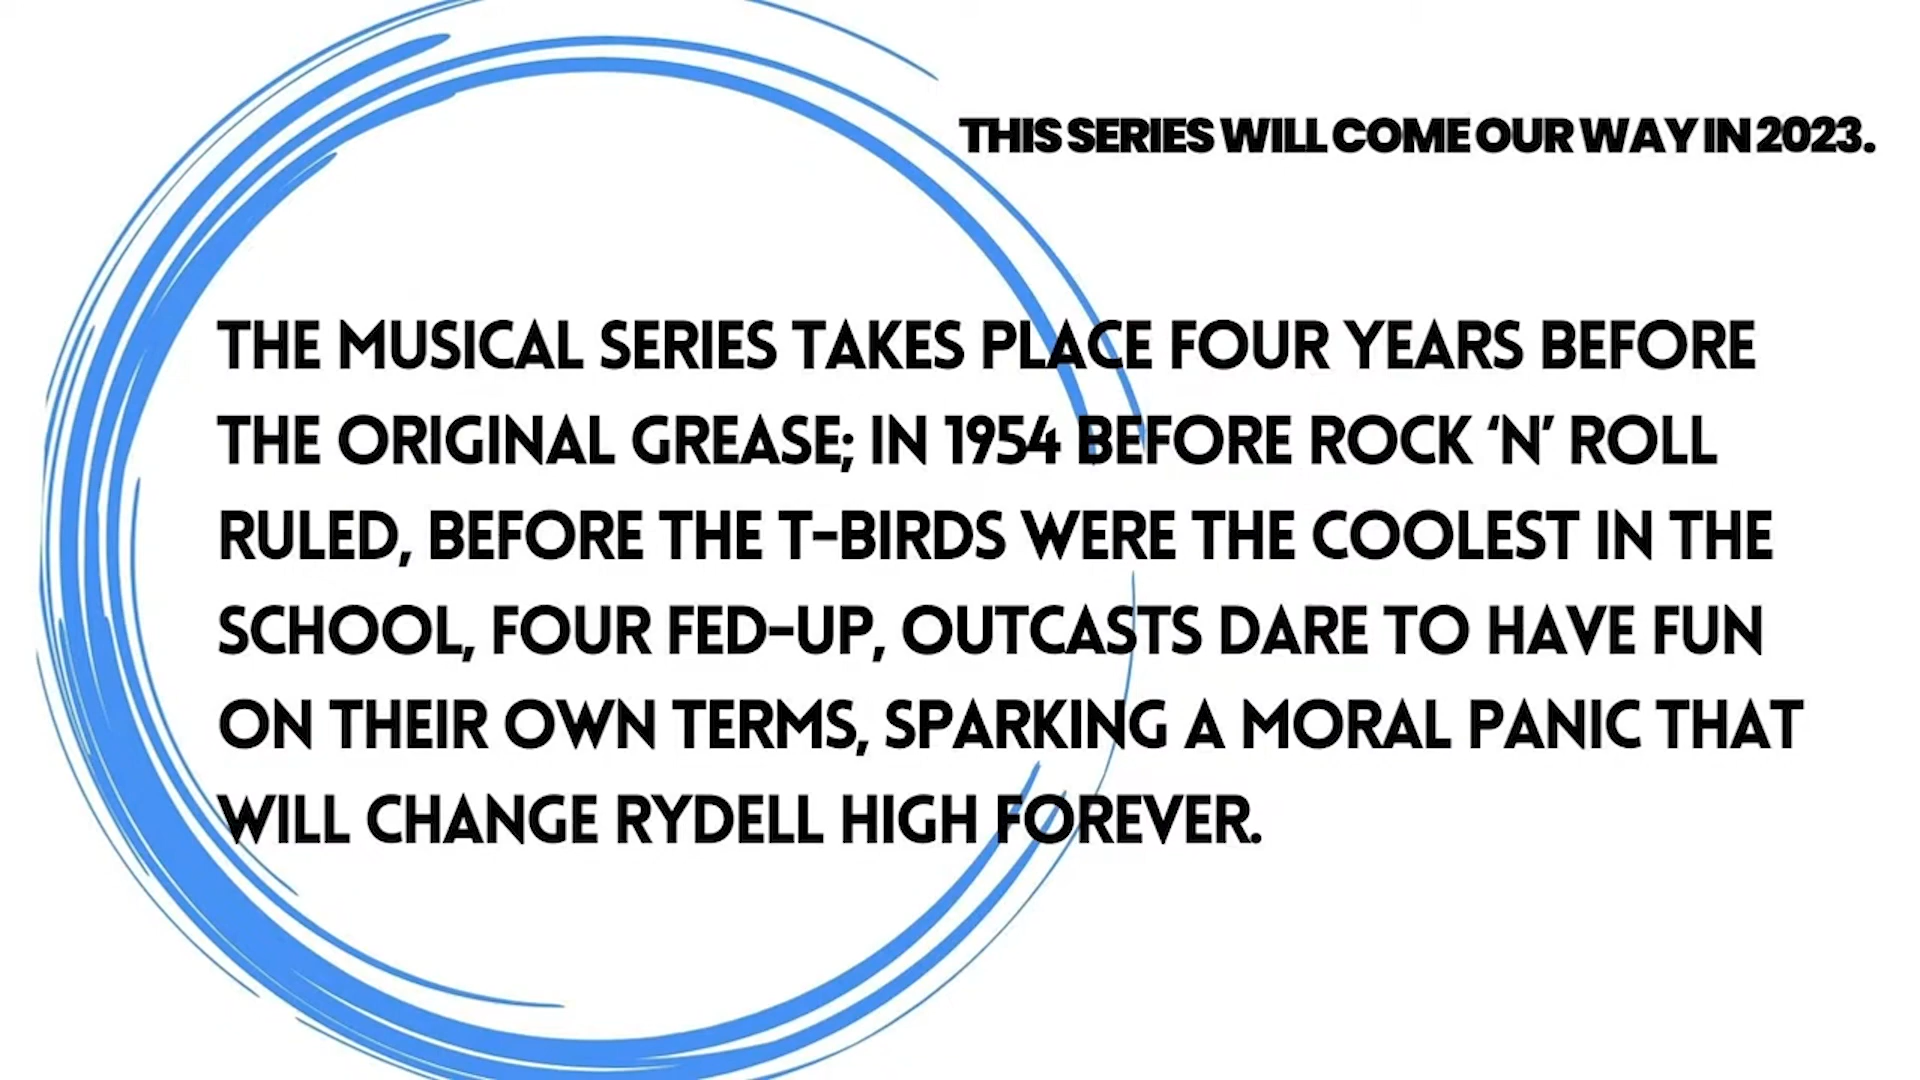 THIS SERIES WILL COME OUR WAY IN 2023.
THE MUSICAL SERIES TAKES PLACE FOUR YEARS BEFORE
THE ORIGINAL GREASE; IN 1954 BEFORE ROCK ‘N’ ROLL
RULED, BEFORE THE T-BIRDS WERE THE COOLEST IN THE
SCHOOL, FOUR FED-UP, OUTCASTS DARE TO HAVE FUN
ON THEIR OWN TERMS, SPARKING A MORAL PANIC THAT
WILL CHANGE RYDELL HIGH FOREVER.